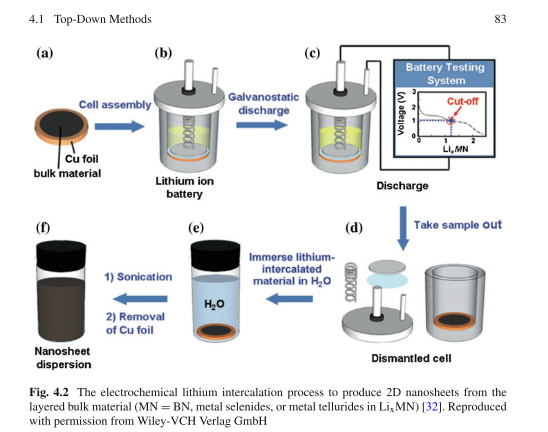 4.1 Top-Down Methods 83
(a)
(b)
(c)
Battery Testing
System
Voltage (V)
3
2
1
0
Cut-off
0 1 2
LiₓMN
Cell assembly
Galvanostatic
discharge
Cu foil
bulk material
Lithium ion
battery
Discharge
Take sample out
(f)
(e)
(d)
1) Sonication
2) Removal
of Cu foil
H₂O
Immerse lithium-
intercalated
material in H₂O
Nanosheet
dispersion
Dismantled cell
Fig. 4.2 The electrochemical lithium intercalation process to produce 2D nanosheets from the
layered bulk material (MN = BN, metal selenides, or metal tellurides in LiₓMN) [32]. Reproduced
with permission from Wiley-VCH Verlag GmbH